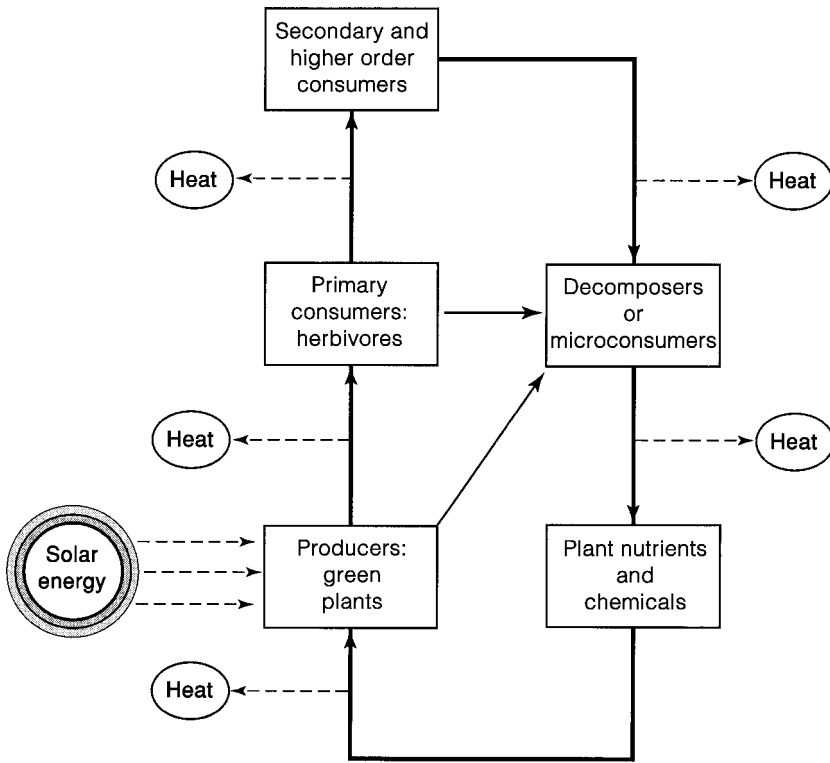 Secondary and
higher order
consumers
Heat
Heat
Primary
consumers:
herbivores
Decomposers
or
microconsumers
Heat
Heat
Solar
energy
Producers:
green
plants
Plant nutrients
and
chemicals
Heat